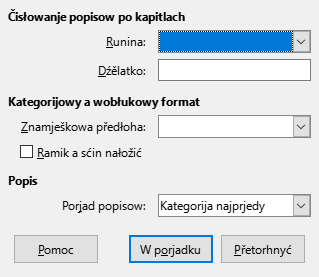 Čisłowanje popisow po kapitlach
Runina:
Dźělatko:
Kategorijowy a wobłukowy format
Znamješkowa předłoha:
Ramik a sćin nałožić
Popis
Porjad popisow: Kategorija najprjedy
Pomoc W porjadku Přetorhnyć